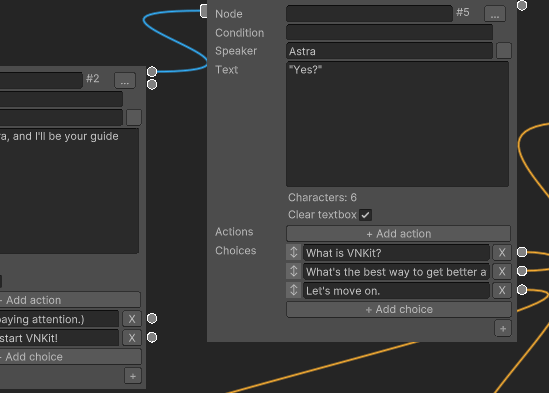 Node #5 ...
Condition
Speaker Astra
Text "Yes?"
Characters: 6
Clear textbox
Actions + Add action
Choices What is VNKit? X
What's the best way to get better a X
Let's move on. X
+ Add choice
+
#2 ...
and I'll be your guide
Add action
paying attention.) X
start VNKit! X
Add choice
+